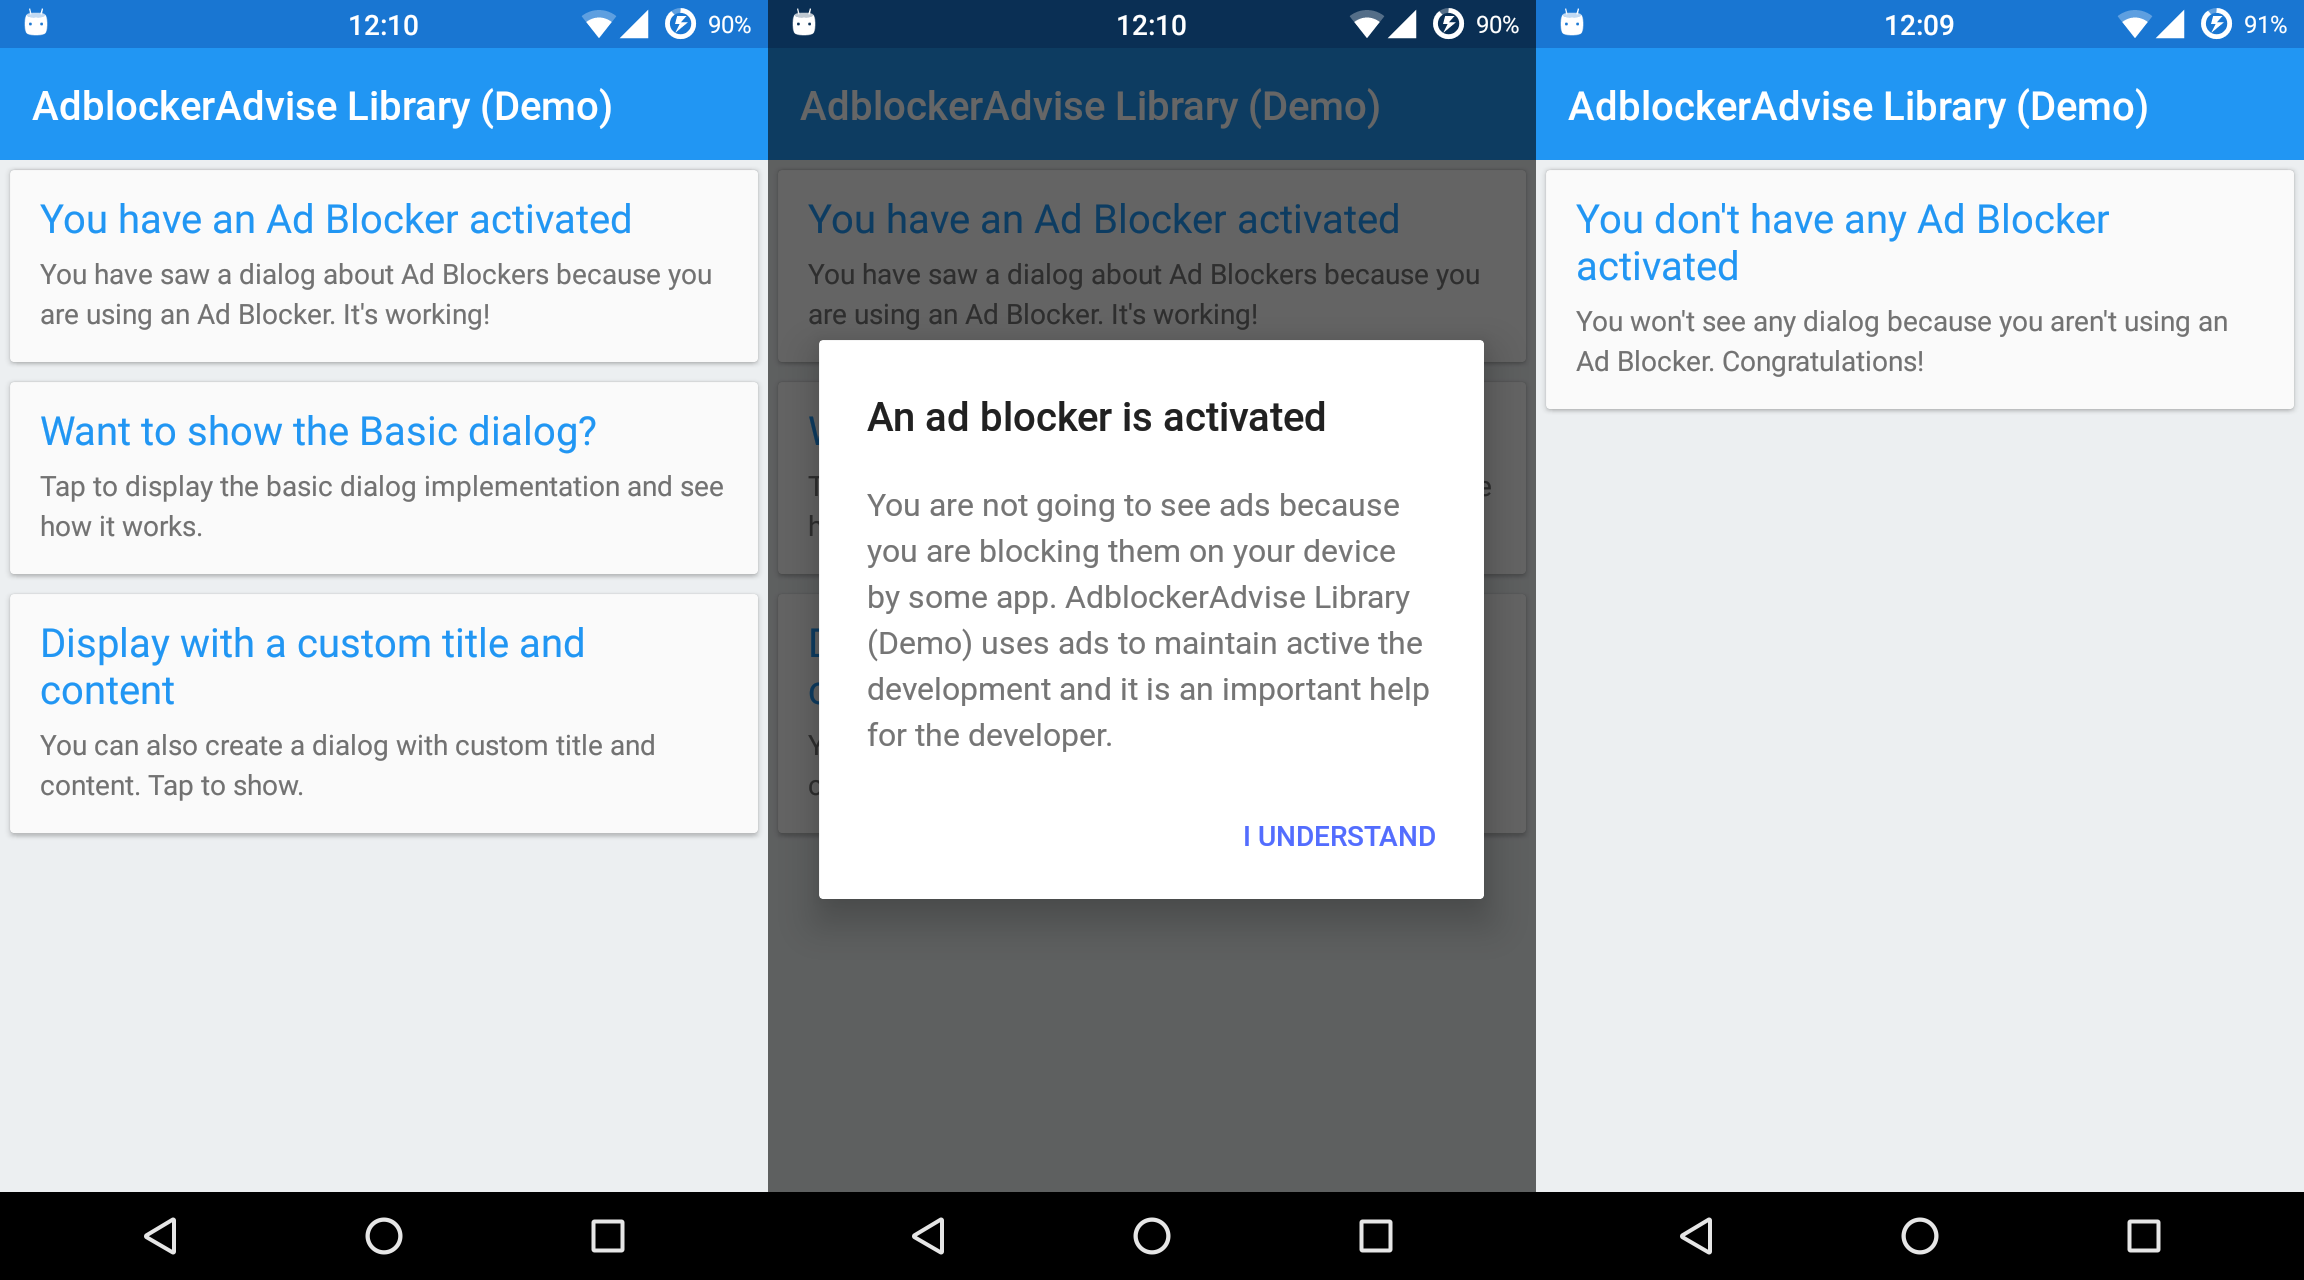 12:10
90%
AdblockerAdvise Library (Demo)
You have an Ad Blocker activated
You have saw a dialog about Ad Blockers because you
are using an Ad Blocker. It's working!
Want to show the Basic dialog?
Tap to display the basic dialog implementation and see
how it works.
Display with a custom title and
content
You can also create a dialog with custom title and
content. Tap to show.
12:10
90%
AdblockerAdvise Library (Demo)
You have an Ad Blocker activated
You have saw a dialog about Ad Blockers because you
are using an Ad Blocker. It's working!
An ad blocker is activated
You are not going to see ads because
you are blocking them on your device
by some app. AdblockerAdvise Library
(Demo) uses ads to maintain active the
development and it is an important help
for the developer.
I UNDERSTAND
12:09
91%
AdblockerAdvise Library (Demo)
You don't have any Ad Blocker
activated
You won't see any dialog because you aren't using an
Ad Blocker. Congratulations!